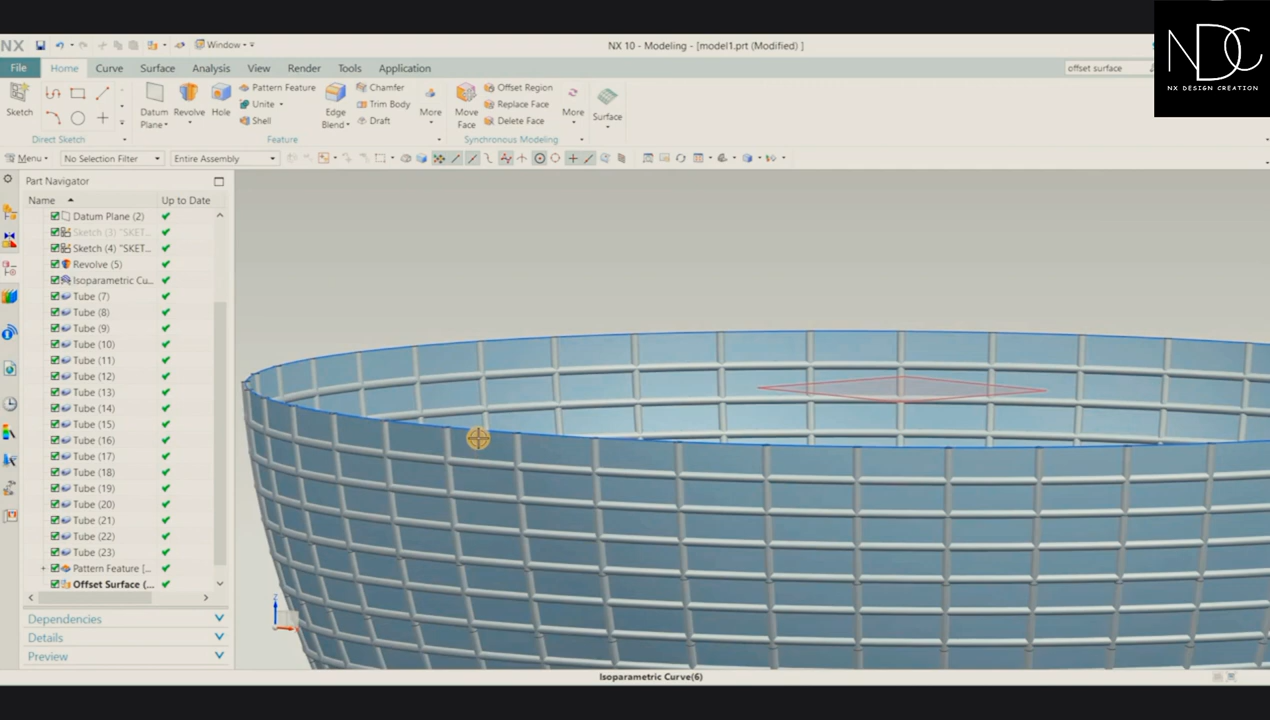 NX
Window
NX 10 - Modeling - [model1.prt (Modified) ]
NDC
NX DESIGN CREATION
File Home Curve Surface Analysis View Render Tools Application
offset surface
Sketch
Direct Sketch
Datum Plane
Revolve
Hole
Pattern Feature
Unite
Shell
Edge Blend
Chamfer
Trim Body
Draft
More
Feature
Move Face
Offset Region
Replace Face
Delete Face
More
Synchronous Modeling
Surface
Menu
No Selection Filter
Entire Assembly
Part Navigator
Name Up to Date
Datum Plane (2)
Sketch (3) "SKET...
Sketch (4) "SKET...
Revolve (5)
Isoparametric Cu...
Tube (7)
Tube (8)
Tube (9)
Tube (10)
Tube (11)
Tube (12)
Tube (13)
Tube (14)
Tube (15)
Tube (16)
Tube (17)
Tube (18)
Tube (19)
Tube (20)
Tube (21)
Tube (22)
Tube (23)
Pattern Feature [...
Offset Surface (...
Dependencies
Details
Preview
Z
Isoparametric Curve(6)